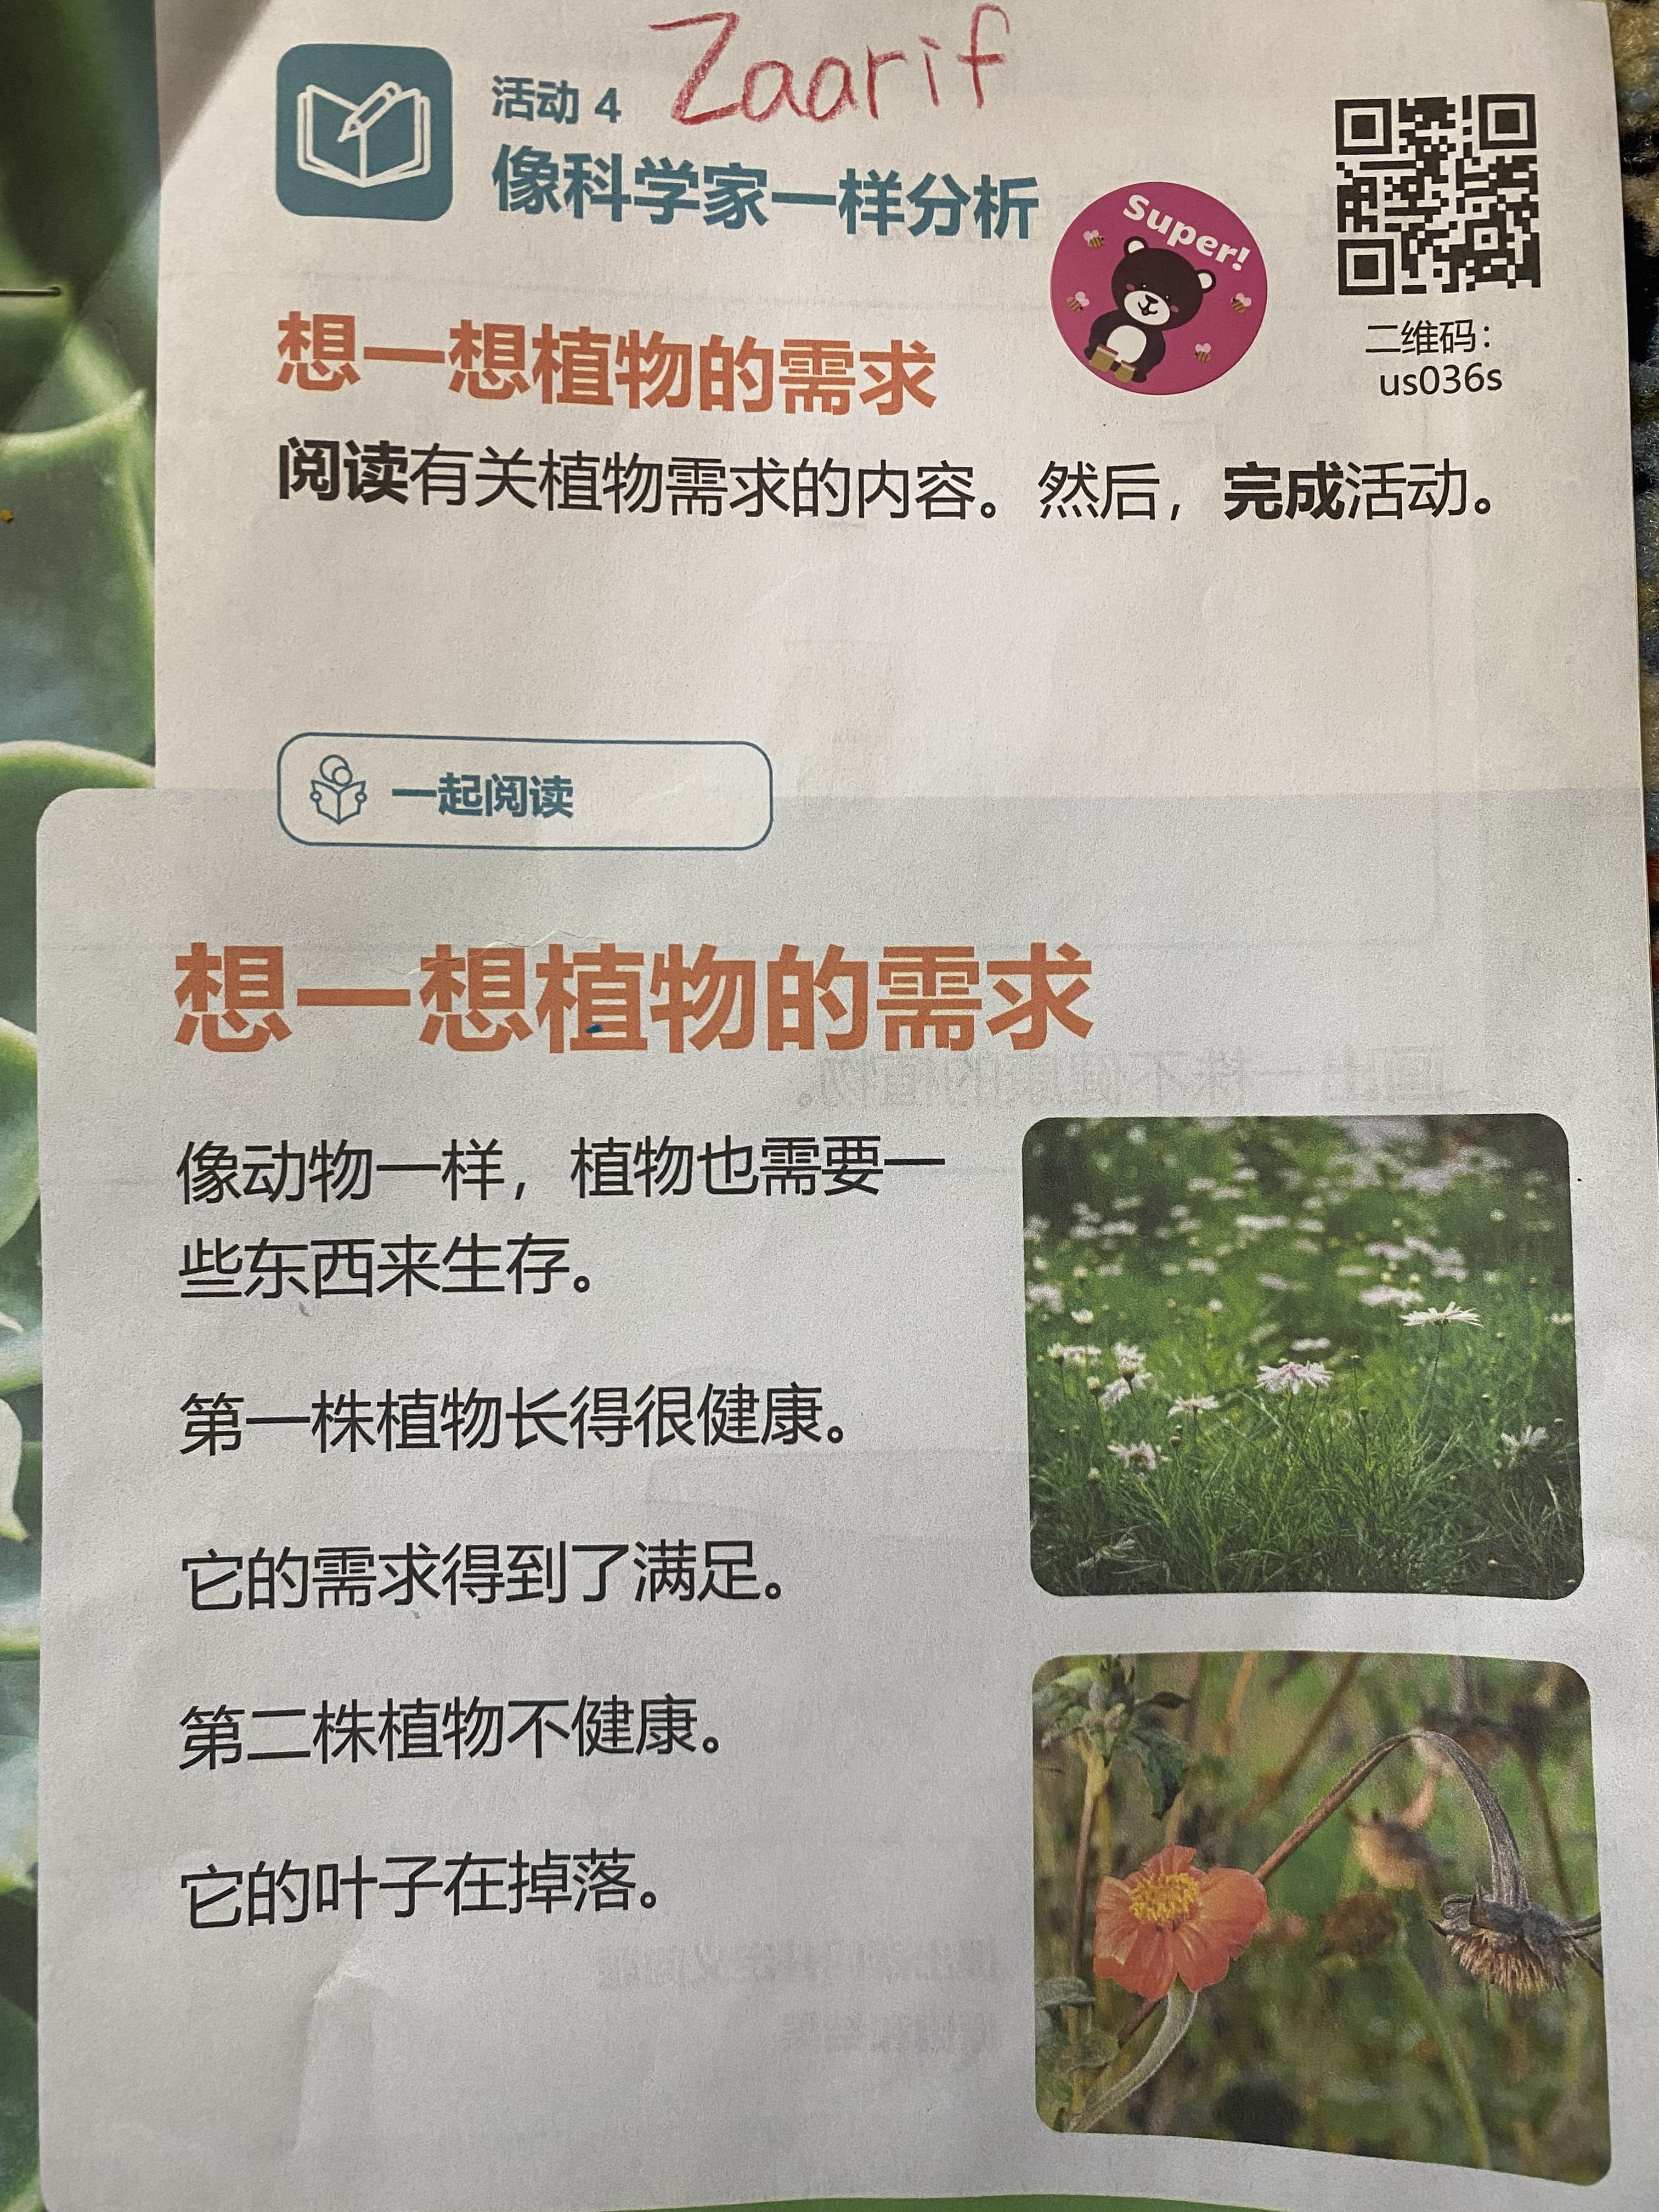 Zaarif
活动 4
像科学家一样分析
Super!
二维码：
us036s
想一想植物的需求
阅读有关植物需求的内容。然后，完成活动。
一起阅读
想一想植物的需求
像动物一样，植物也需要一
些东西来生存。
第一株植物长得很健康。
它的需求得到了满足。
第二株植物不健康。
它的叶子在掉落。